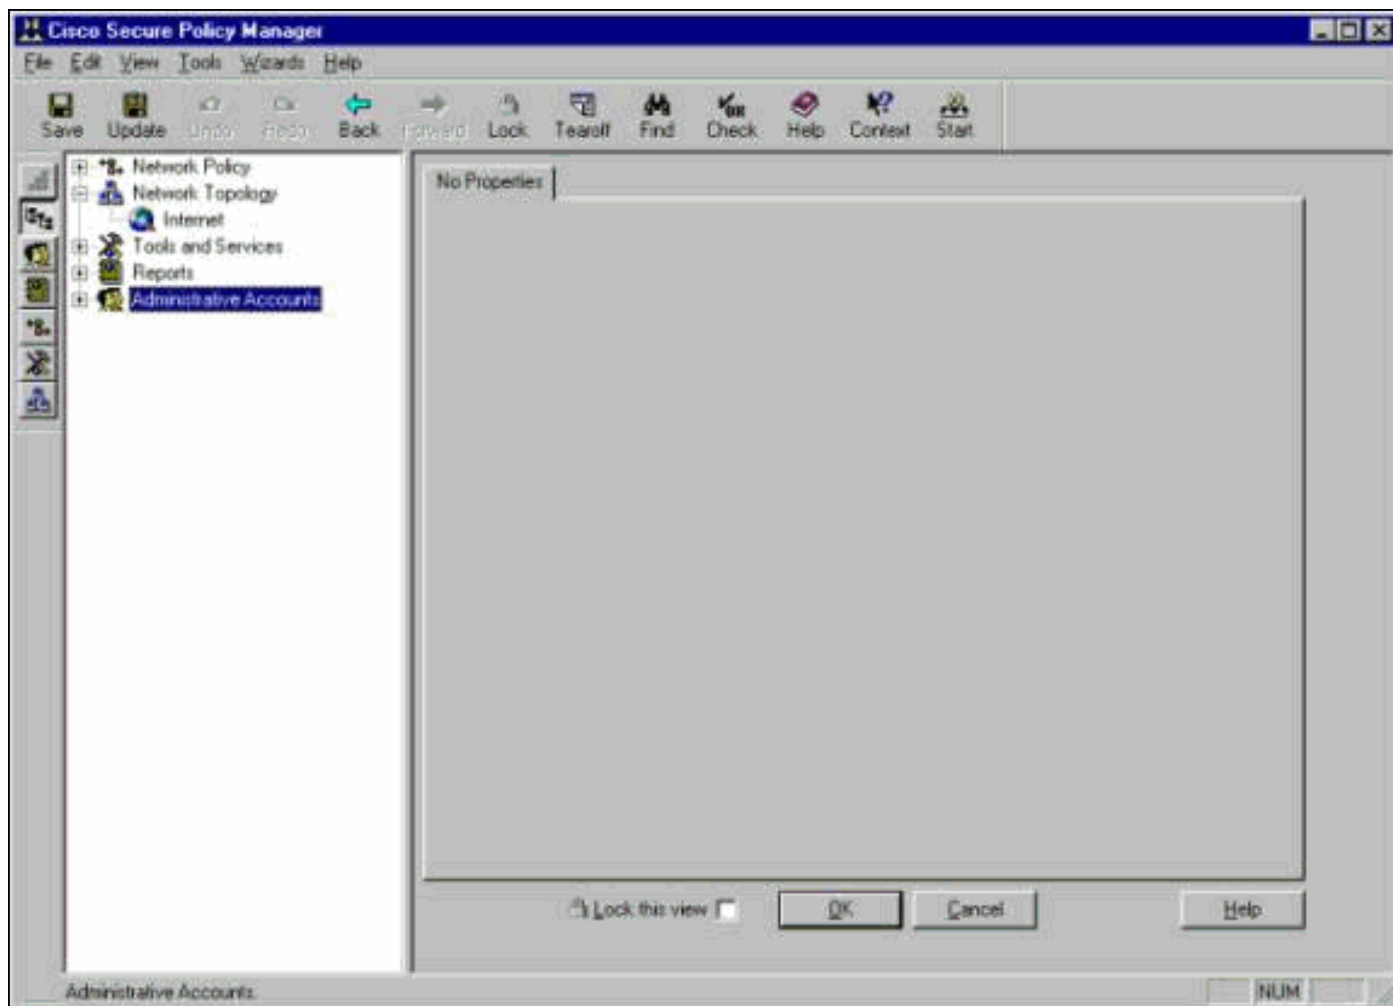 Cisco Secure Policy Manager
File Edit View Tools Wizards Help
Save Update Undo Redo Back Forward Lock Tearoff Find Check Help Context Start
Network Policy
Network Topology
Internet
Tools and Services
Reports
Administrative Accounts
No Properties
Lock this view
OK Cancel Help
Administrative Accounts NUM